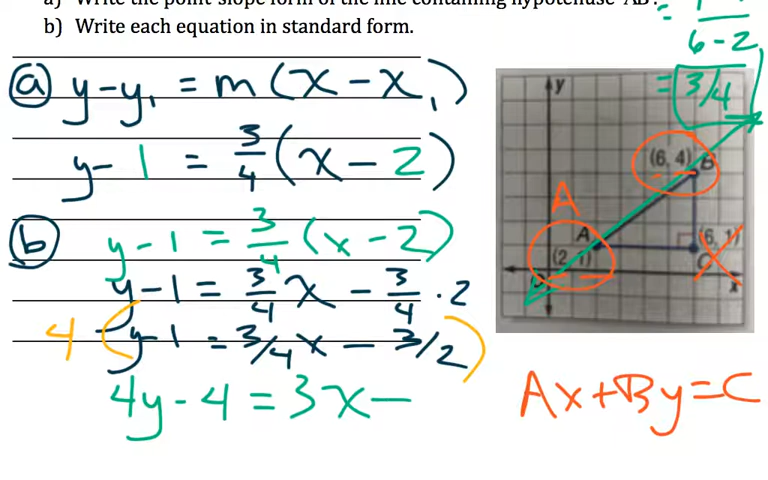 b) Write each equation in standard form.
6-2
= 3/4
ⓐ y-y₁ = m(x-x₁)
y-1 = 3/4(x-2)
ⓑ y-1 = 3/4(x-2)
y-1 = 3/4x - 3/4·2
4(y-1 = 3/4x - 3/2)
4y-4 = 3x-
y
(6, 4) B
A
A
(2, 1)
(6, 1)
C
x
Ax+By=C